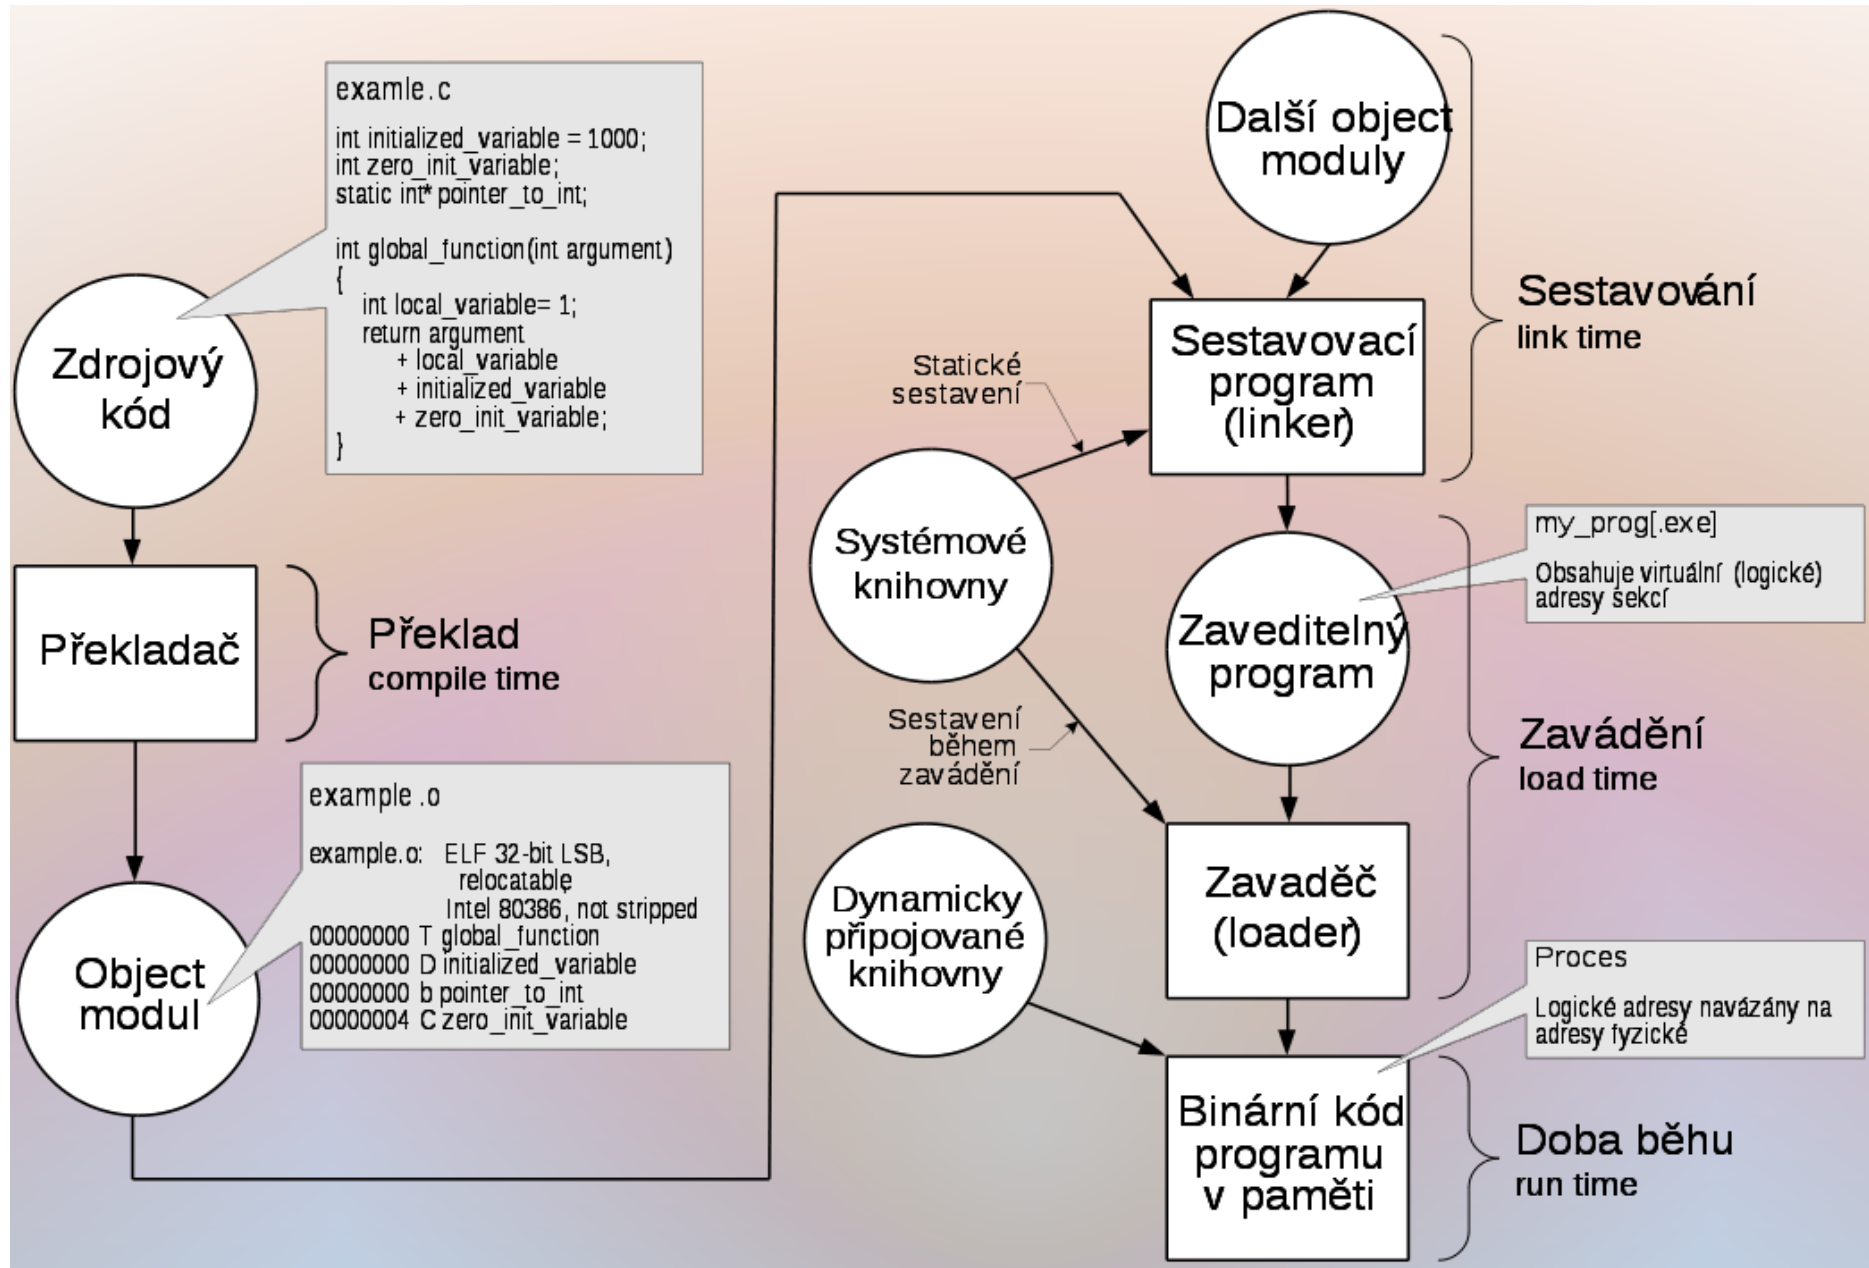 examle.c
int initialized_variable = 1000;
int zero_init_variable;
static int* pointer_to_int;
int global_function(int argument)
{
int local_variable= 1;
return argument
+ local_variable
+ initialized_variable
+ zero_init_variable;
}
Zdrojový
kód
Překladač
Překlad
compile time
example .o
example.o: ELF 32-bit LSB,
relocatable,
Intel 80386, not stripped
00000000 T global_function
00000000 D initialized_variable
00000000 b pointer_to_int
00000004 C zero_init_variable
Object
modul
Další object
moduly
Sestavovací
program
(linker)
Sestavování
link time
Statické
sestavení
Systémové
knihovny
Sestavení
během
zavádění
Zaveditelný
program
my_prog[.exe]
Obsahuje virtuální (logické)
adresy sekcí
Zavádění
load time
Zavaděč
(loader)
Dynamicky
připojované
knihovny
Proces
Logické adresy navázány na
adresy fyzické
Binární kód
programu
v paměti
Doba běhu
run time